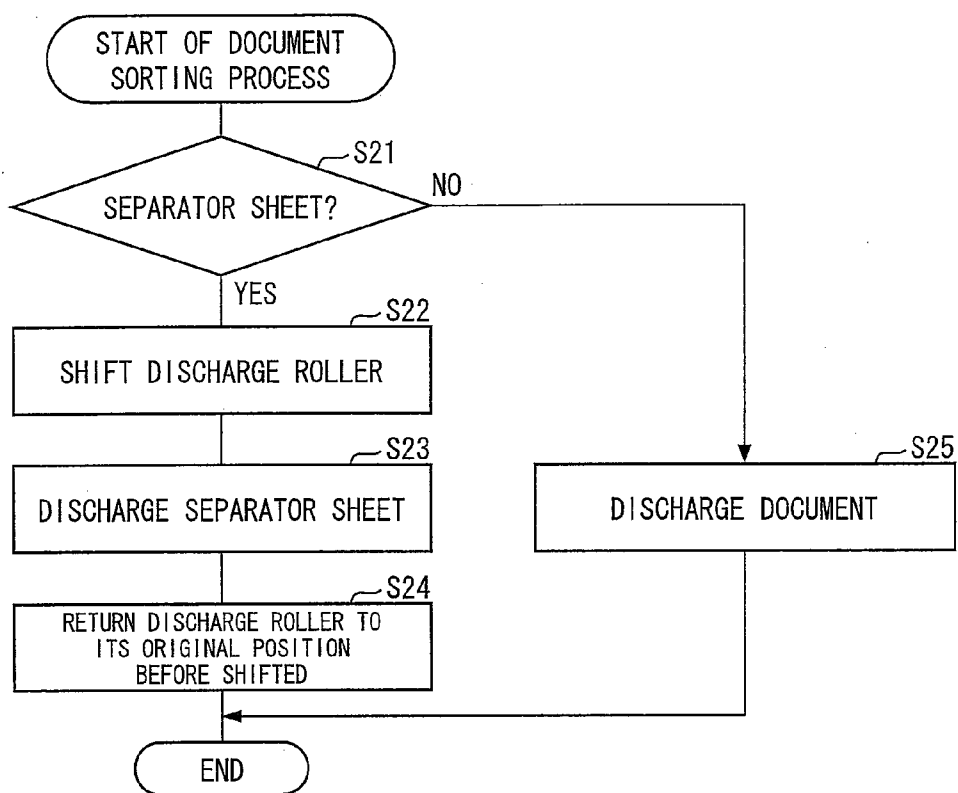 START OF DOCUMENT
SORTING PROCESS
S21
SEPARATOR SHEET?
NO
YES
S22
SHIFT DISCHARGE ROLLER
S23
DISCHARGE SEPARATOR SHEET
S25
DISCHARGE DOCUMENT
S24
RETURN DISCHARGE ROLLER TO
ITS ORIGINAL POSITION
BEFORE SHIFTED
END